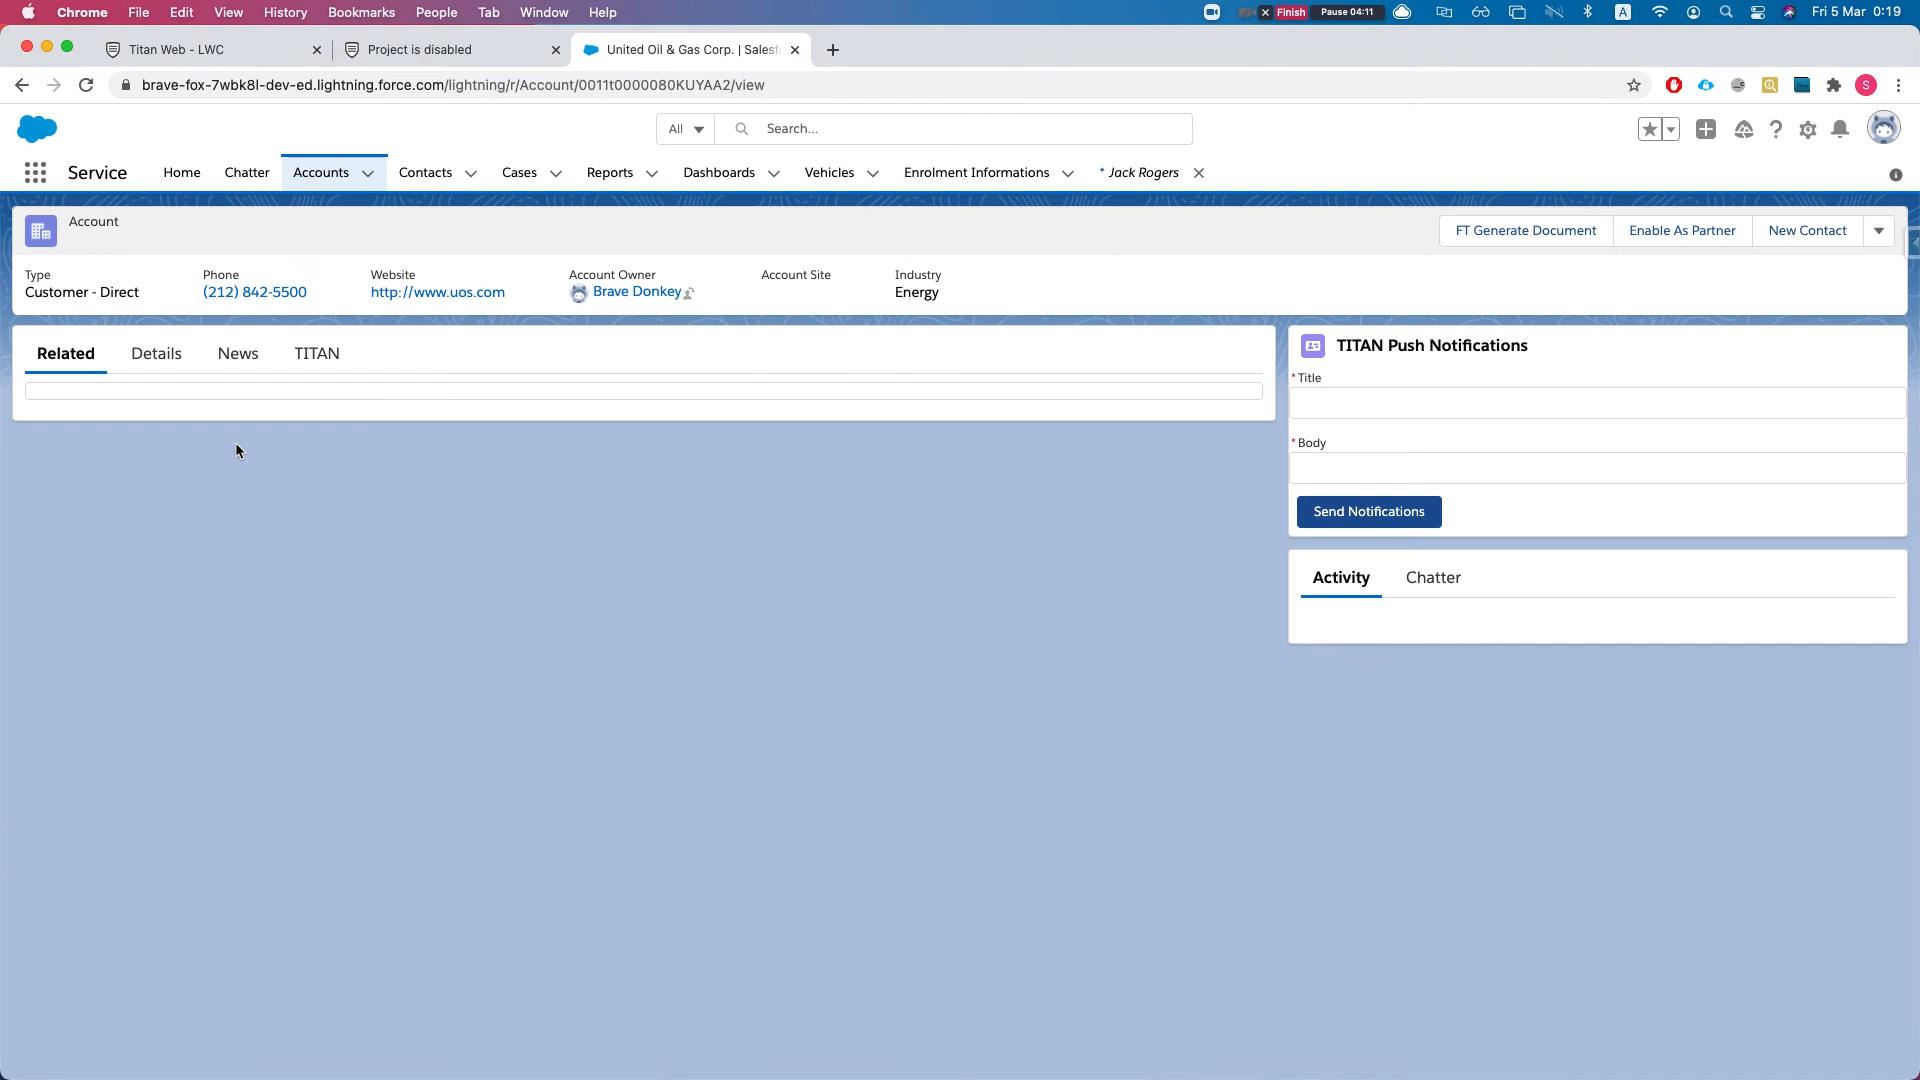 Chrome File Edit View History Bookmarks People Tab Window Help Finish Pause 04:11 A Fri 5 Mar 0:19
Titan Web - LWC Project is disabled United Oil & Gas Corp. | Salesf
brave-fox-7wbk8l-dev-ed.lightning.force.com/lightning/r/Account/0011t0000080KUYAA2/view S
All Search...
Service Home Chatter Accounts Contacts Cases Reports Dashboards Vehicles Enrolment Informations * Jack Rogers
Account
FT Generate Document Enable As Partner New Contact
Type Phone Website Account Owner Account Site Industry
Customer - Direct (212) 842-5500 http://www.uos.com Brave Donkey Energy
Related Details News TITAN
TITAN Push Notifications
* Title
* Body
Send Notifications
Activity Chatter